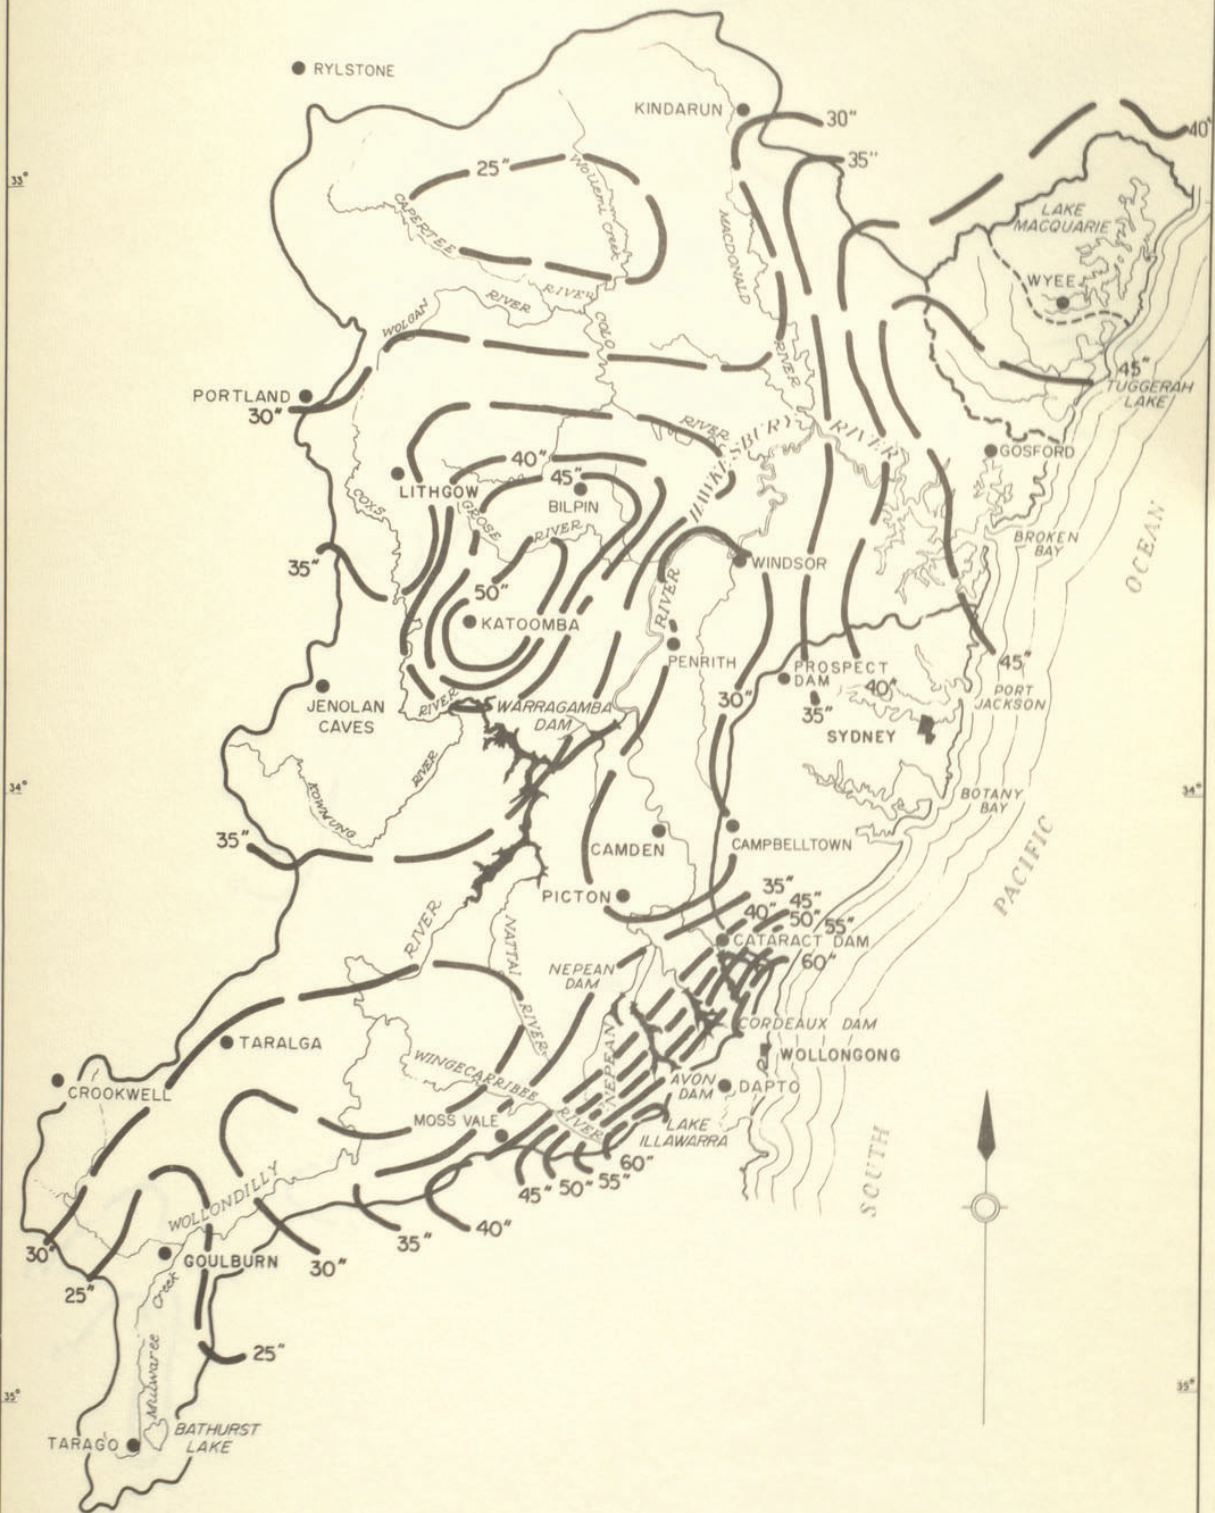 RYLSTONE
KINDARUN
30"
40"
35"
33°
25"
Wollemi Creek
CAPERTEE
RIVER
LAKE
MACQUARIE
MACDONALD
RIVER
WYEE
WOLGAN
RIVER
COLO
RIVER
45"
TUGGERAH
LAKE
PORTLAND
30"
HAWKESBURY
RIVER
GOSFORD
40"
45"
LITHGOW
BILPIN
COXS
GROSE
RIVER
BROKEN
BAY
OCEAN
35"
WINDSOR
50"
RIVER
KATOOMBA
PENRITH
45"
PROSPECT
DAM
40"
PORT
JACKSON
30"
35"
JENOLAN
CAVES
RIVER
WARRAGAMBA
DAM
SYDNEY
RIVER
KOWMUNG
34°
34°
BOTANY
BAY
35"
CAMDEN
CAMPBELLTOWN
PACIFIC
PICTON
35"
40"
45"
50"
55"
RIVER
NATTAI
RIVER
CATARACT DAM
60"
NEPEAN
DAM
CORDEAUX DAM
TARALGA
WOLLONGONG
NEPEAN
CROOKWELL
WINGECARRIBEE
RIVER
AVON
DAM
DAPTO
MOSS VALE
LAKE
ILLAWARRA
60"
45"
50"
55"
SOUTH
WOLLONDILLY
40"
35"
30"
GOULBURN
30"
25"
Creek
Mulwaree
25"
35°
35°
BATHURST
LAKE
TARAGO